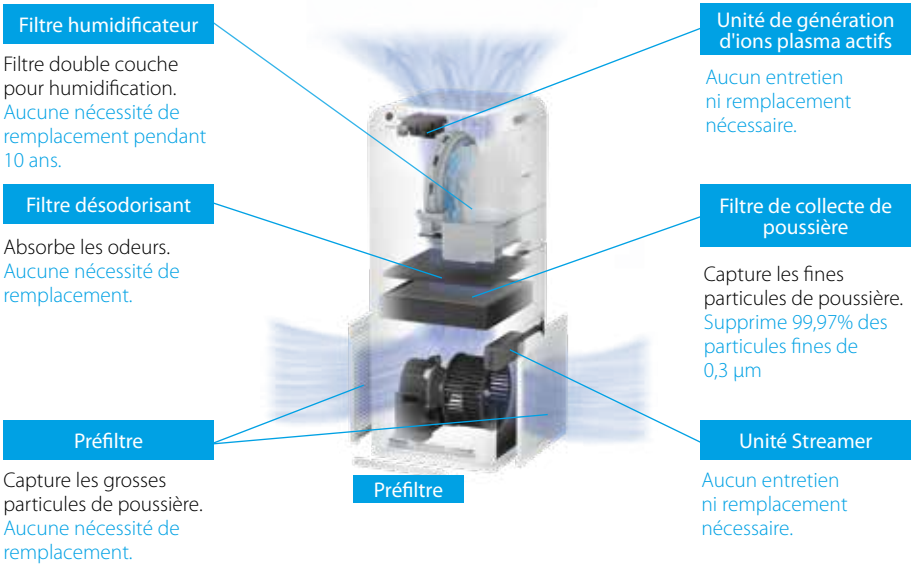 Filtre humidificateur
Filtre double couche
pour humidification.
Aucune nécessité de
remplacement pendant
10 ans.
Filtre désodorisant
Absorbe les odeurs.
Aucune nécessité de
remplacement.
Préfiltre
Capture les grosses
particules de poussière.
Aucune nécessité de
remplacement.
Préfiltre
Unité de génération
d'ions plasma actifs
Aucun entretien
ni remplacement
nécessaire.
Filtre de collecte de
poussière
Capture les fines
particules de poussière.
Supprime 99,97% des
particules fines de
0,3 µm
Unité Streamer
Aucun entretien
ni remplacement
nécessaire.